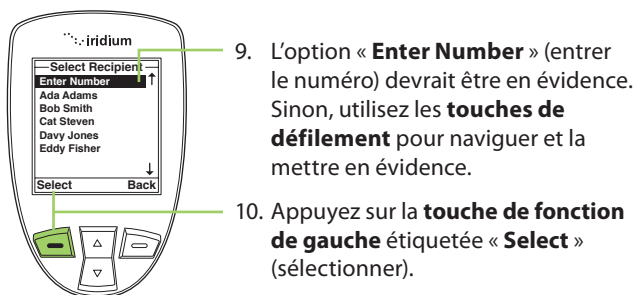 iridium
Select Recipient
Enter Number
Ada Adams
Bob Smith
Cat Steven
Davy Jones
Eddy Fisher
Select Back
9. L’option « Enter Number » (entrer
le numéro) devrait être en évidence.
Sinon, utilisez les touches de
défilement pour naviguer et la
mettre en évidence.
10. Appuyez sur la touche de fonction
de gauche étiquetée « Select »
(sélectionner).